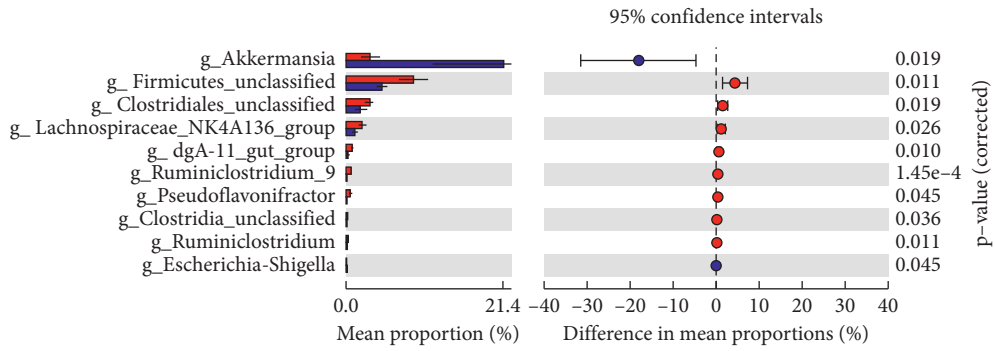 95% confidence intervals
g_Akkermansia 0.019
g_ Firmicutes_unclassified 0.011
g_ Clostridiales_unclassified 0.019
g_ Lachnospiraceae_NK4A136_group 0.026
g_ dgA-11_gut_group 0.010
g_Ruminiclostridium_9 1.45e−4
g_Pseudoflavonifractor 0.045
g_Clostridia_unclassified 0.036
g_Ruminiclostridium 0.011
g_Escherichia-Shigella 0.045
p−value (corrected)
0.0 21.4 −40 −30 −20 −10 0 10 20 30 40
Mean proportion (%) Difference in mean proportions (%)